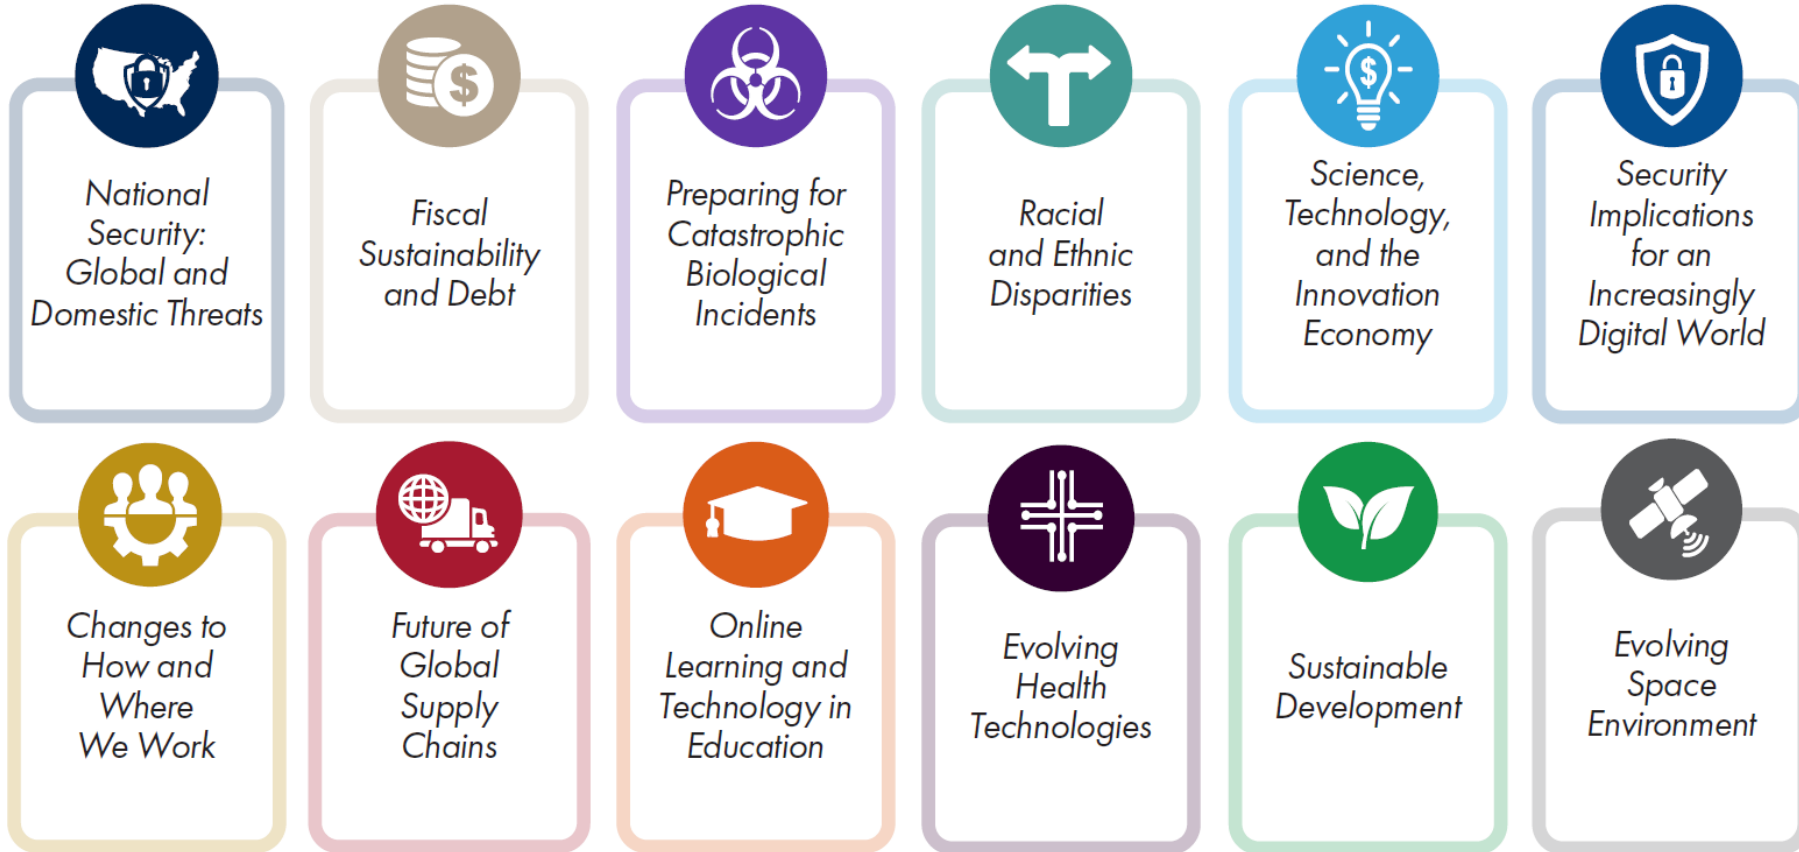 National
Security:
Global and
Domestic Threats
Fiscal
Sustainability
and Debt
Preparing for
Catastrophic
Biological
Incidents
Racial
and Ethnic
Disparities
Science,
Technology,
and the
Innovation
Economy
Security
Implications
for an
Increasingly
Digital World
Changes to
How and
Where
We Work
Future of
Global
Supply
Chains
Online
Learning and
Technology in
Education
Evolving
Health
Technologies
Sustainable
Development
Evolving
Space
Environment